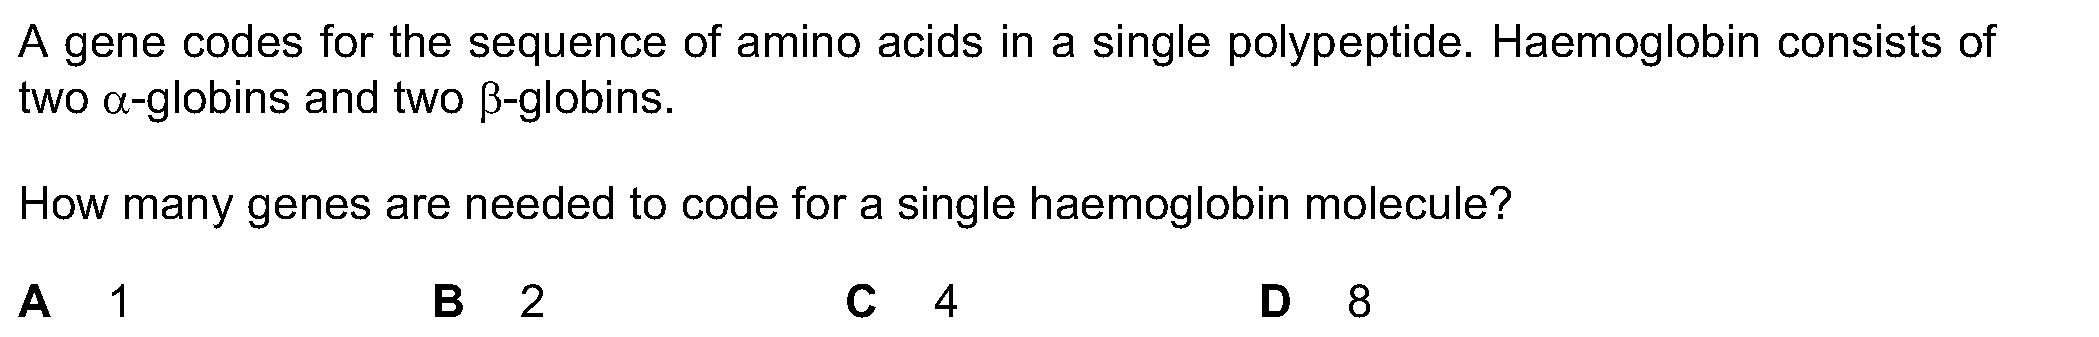 A gene codes for the sequence of amino acids in a single polypeptide. Haemoglobin consists of
two α-globins and two β-globins.
How many genes are needed to code for a single haemoglobin molecule?
A 1 B 2 C 4 D 8